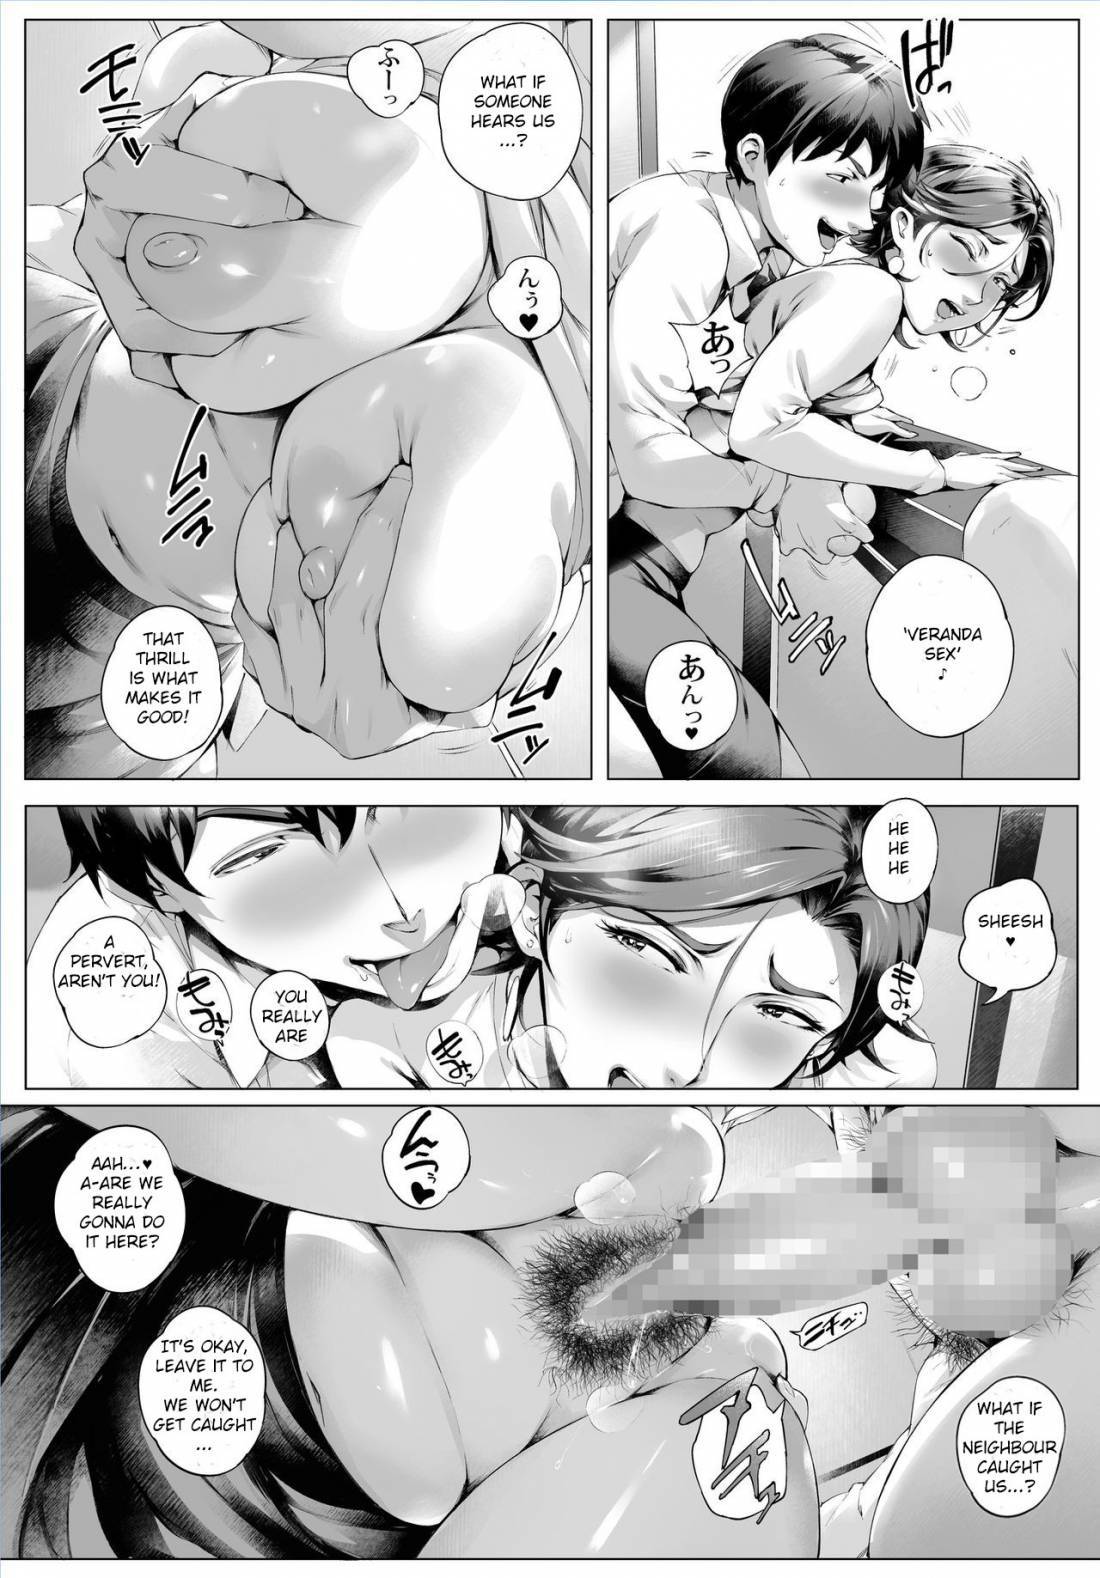 ばっ
あっ
'VERANDA
SEX'
♪
あんっ♥
WHAT IF
SOMEONE
HEARS US
...?
ふーっ
んぅ♥
THAT
THRILL
IS WHAT
MAKES IT
GOOD!
HE
HE
HE
SHEESH
♥
YOU
REALLY
ARE
A
PERVERT,
AREN'T YOU!
WHAT IF
THE
NEIGHBOUR
CAUGHT
US...?
AAH...♥
A-ARE WE
REALLY
GONNA DO
IT HERE?
IT'S OKAY,
LEAVE IT TO
ME.
WE WON'T
GET CAUGHT
...